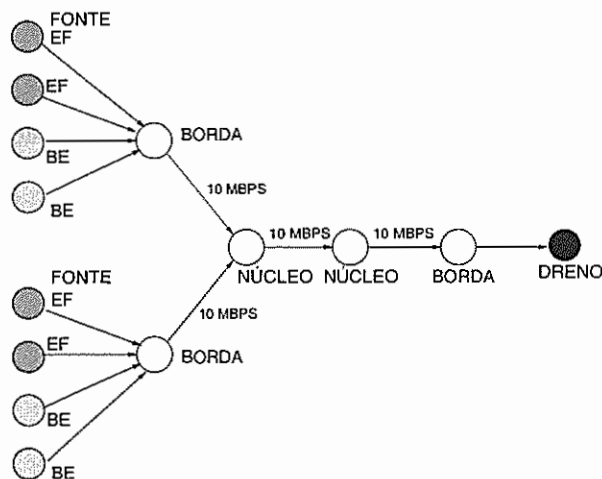 FONTE
EF
EF
BE
BE
BORDA
10 MBPS
10 MBPS
10 MBPS
NÚCLEO
NÚCLEO
BORDA
DRENO
FONTE
EF
EF
BE
BE
10 MBPS
BORDA